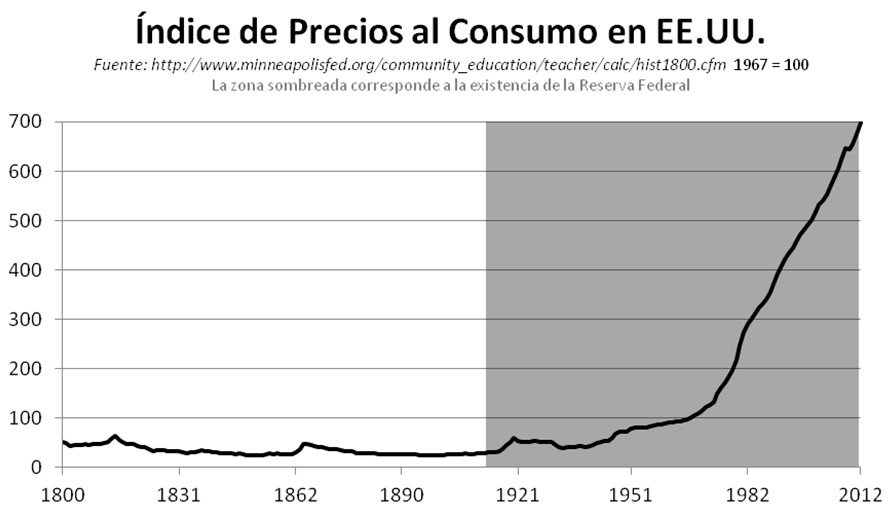 Índice de Precios al Consumo en EE.UU.
Fuente: http://www.minneapolisfed.org/community_education/teacher/calc/hist1800.cfm 1967 = 100
La zona sombreada corresponde a la existencia de la Reserva Federal
700
600
500
400
300
200
100
0
1800 1831 1862 1890 1921 1951 1982 2012